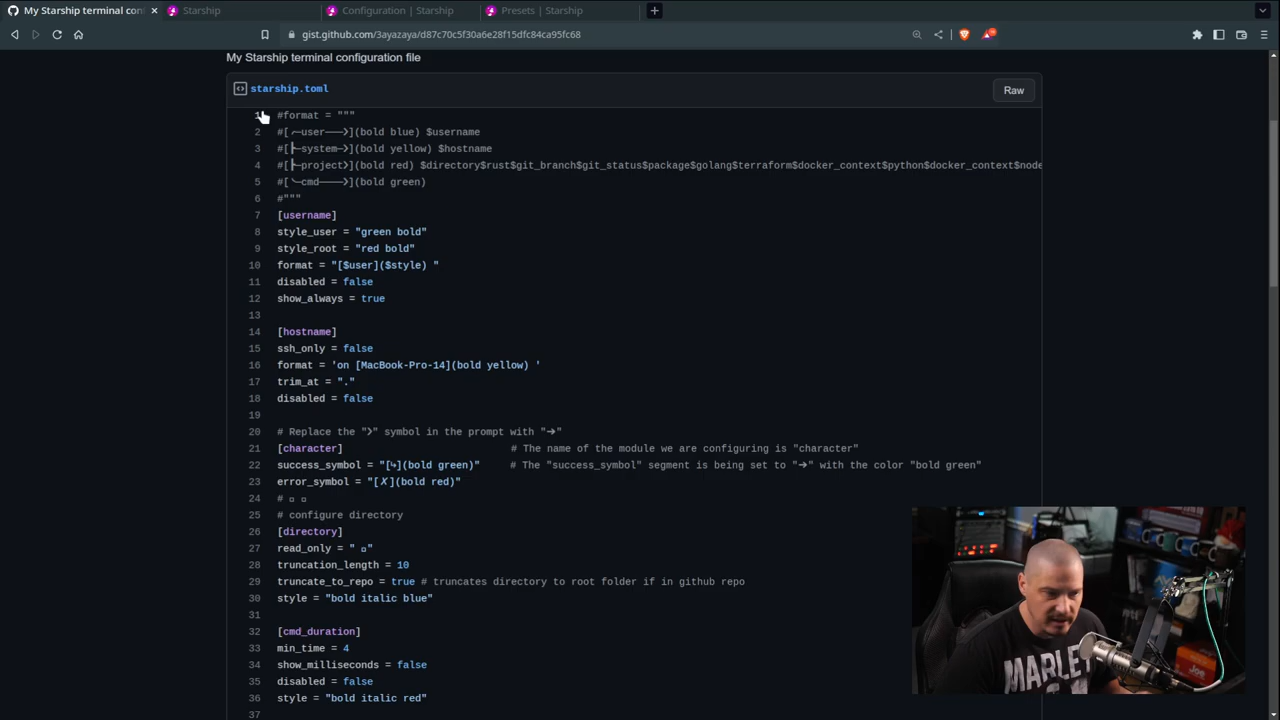 My Starship terminal con
Starship
Configuration | Starship
Presets | Starship
gist.github.com/3ayazaya/d87c70c5f30a6e28f15dfc84ca95fc68
My Starship terminal configuration file
starship.toml
Raw
1 #format = """
2 #[╭─user───❯](bold blue) $username
3 #[┣─system─❯](bold yellow) $hostname
4 #[┣─project❯](bold red) $directory$rust$git_branch$git_status$package$golang$terraform$docker_context$python$docker_context$node
5 #[╰─cmd────❯](bold green)
6 #"""
7 [username]
8 style_user = "green bold"
9 style_root = "red bold"
10 format = "[$user]($style) "
11 disabled = false
12 show_always = true
13
14 [hostname]
15 ssh_only = false
16 format = 'on [MacBook-Pro-14](bold yellow) '
17 trim_at = "."
18 disabled = false
19
20 # Replace the "❯" symbol in the prompt with "➜"
21 [character] # The name of the module we are configuring is "character"
22 success_symbol = "[↪](bold green)" # The "success_symbol" segment is being set to "➜" with the color "bold green"
23 error_symbol = "[✗](bold red)"
24 #
25 # configure directory
26 [directory]
27 read_only = " "
28 truncation_length = 10
29 truncate_to_repo = true # truncates directory to root folder if in github repo
30 style = "bold italic blue"
31
32 [cmd_duration]
33 min_time = 4
34 show_milliseconds = false
35 disabled = false
36 style = "bold italic red"
37
MARLEY